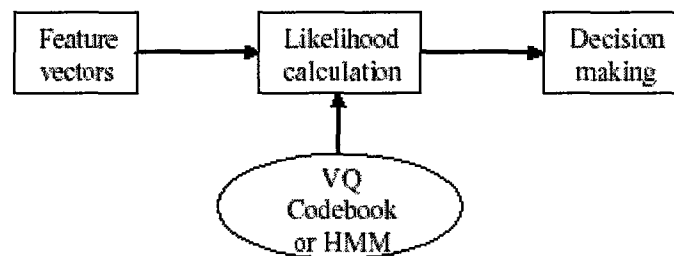 Feature
vectors
Likelihood
calculation
Decision
making
VQ
Codebook
or HMM